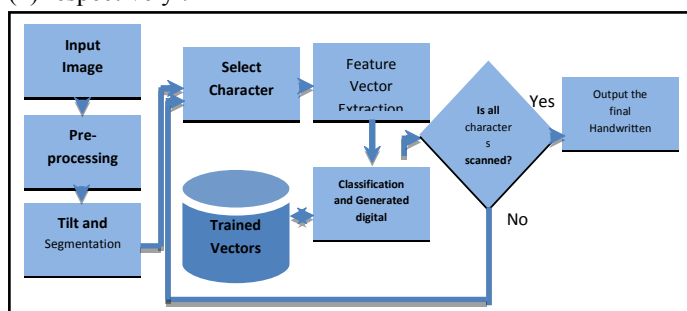 Input
Image
Pre-
processing
Tilt and
Segmentation
Select
Character
Feature
Vector
Extraction
Classification
and Generated
digital
Trained
Vectors
Is all
character
s
scanned?
Yes
No
Output the
final
Handwritten